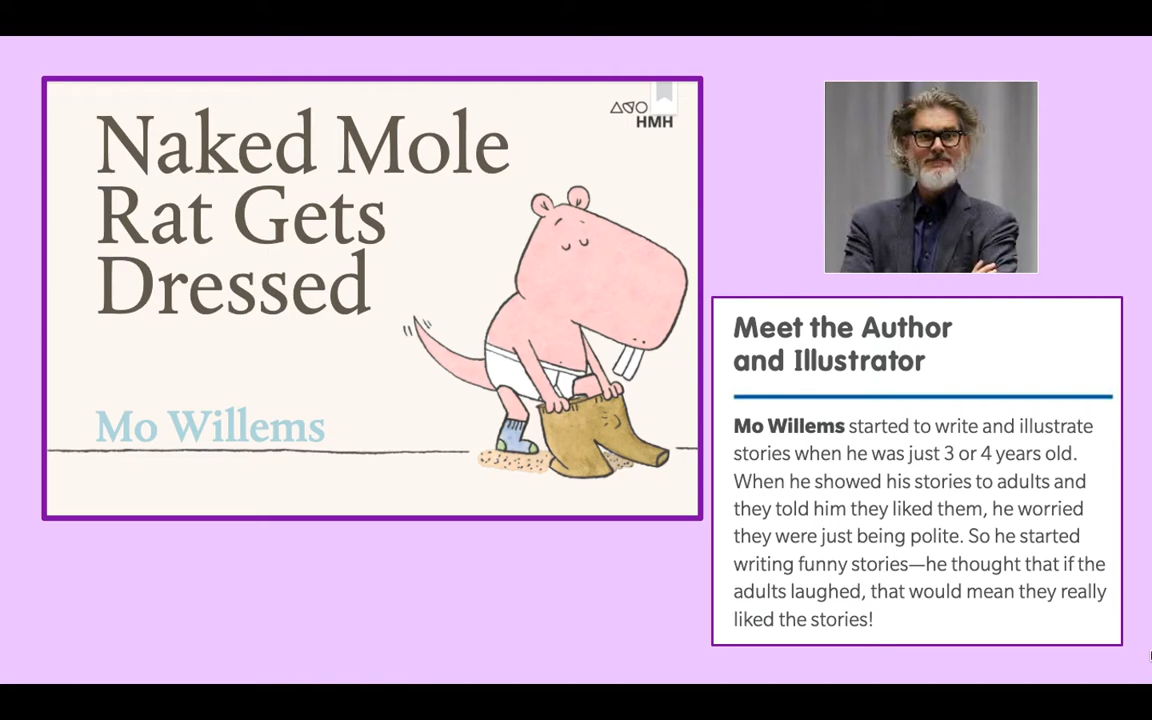 Naked Mole
Rat Gets
Dressed
HMH
Mo Willems
Meet the Author
and Illustrator
Mo Willems started to write and illustrate
stories when he was just 3 or 4 years old.
When he showed his stories to adults and
they told him they liked them, he worried
they were just being polite. So he started
writing funny stories—he thought that if the
adults laughed, that would mean they really
liked the stories!